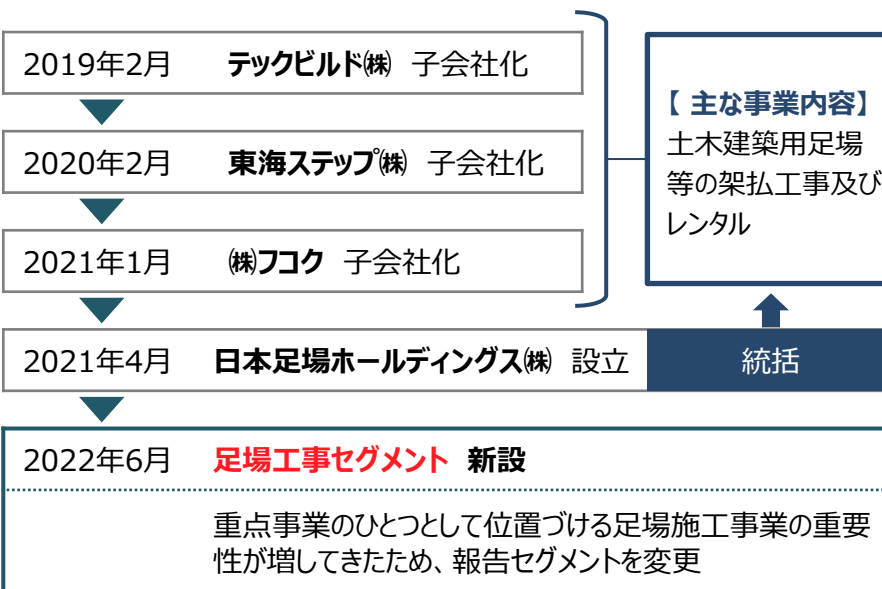 2019年2月 テックビルド㈱ 子会社化
2020年2月 東海ステップ㈱ 子会社化
2021年1月 ㈱フコク 子会社化
【 主な事業内容】
土木建築用足場
等の架払工事及び
レンタル
2021年4月 日本足場ホールディングス㈱ 設立 統括
2022年6月 足場工事セグメント 新設
重点事業のひとつとして位置づける足場施工事業の重要
性が増してきたため、報告セグメントを変更